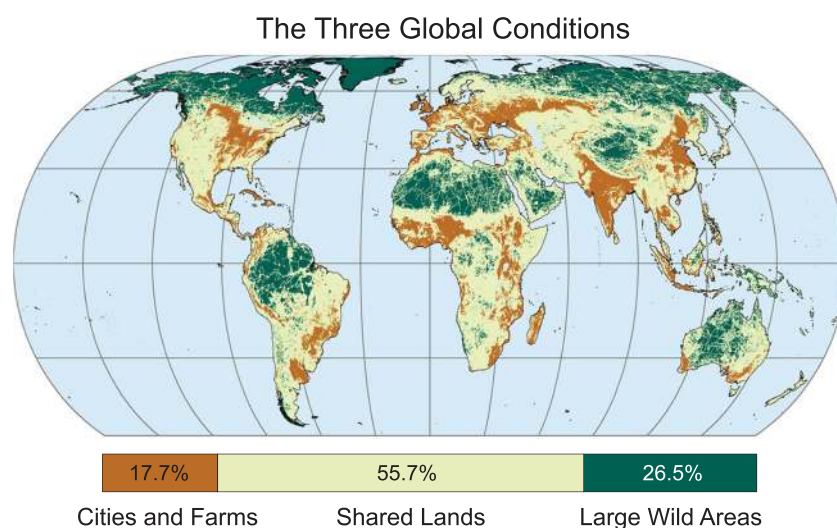 The Three Global Conditions
17.7% 55.7% 26.5%
Cities and Farms Shared Lands Large Wild Areas